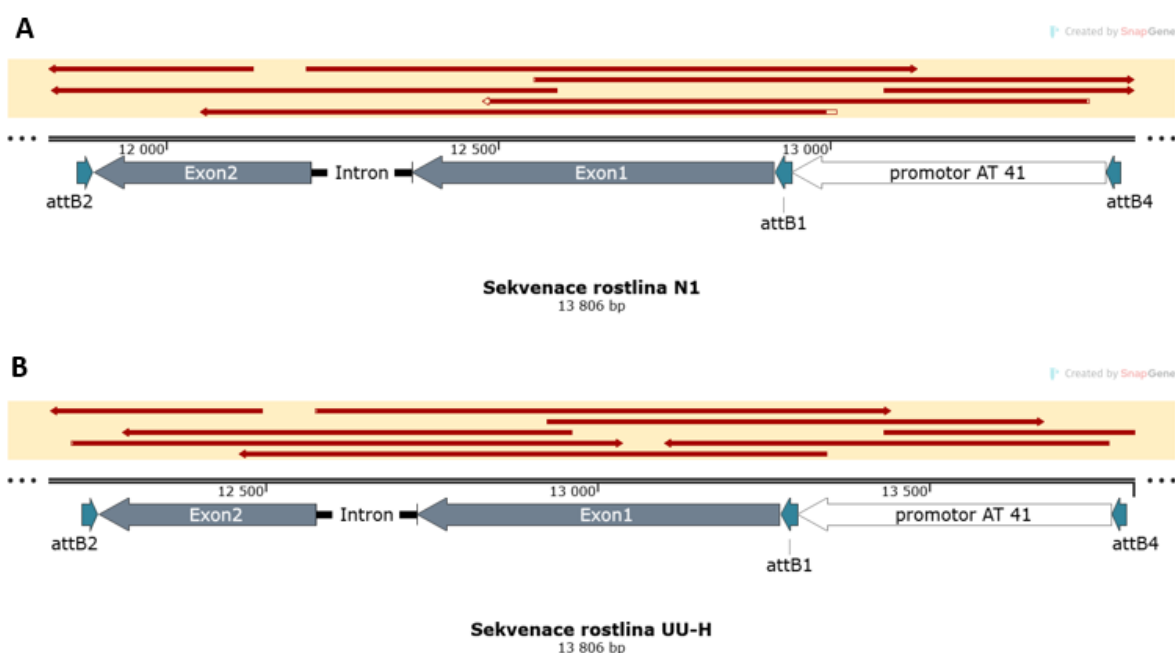 A
Created by SnapGene
12 000
12 500
13 000
Exon2
Intron
Exon1
promotor AT 41
attB2
attB1
attB4
Sekvenace rostlina N1
13 806 bp
B
Created by SnapGene
12 500
13 000
13 500
Exon2
Intron
Exon1
promotor AT 41
attB2
attB1
attB4
Sekvenace rostlina UU-H
13 806 bp